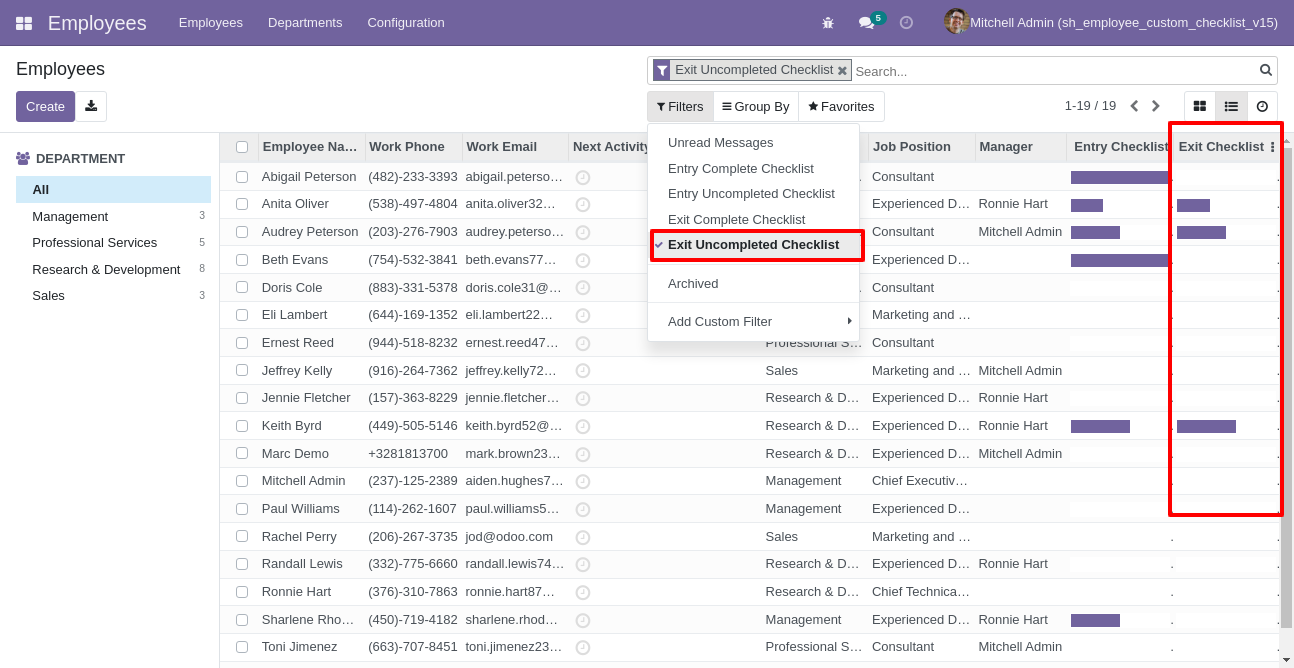 Employees Employees Departments Configuration 5 Mitchell Admin (sh_employee_custom_checklist_v15)
Employees
Exit Uncompleted Checklist Search...
Create Filters Group By Favorites 1-19 / 19
DEPARTMENT
All
Management 3
Professional Services 5
Research & Development 8
Sales 3
Unread Messages
Entry Complete Checklist
Entry Uncompleted Checklist
Exit Complete Checklist
Exit Uncompleted Checklist
Archived
Add Custom Filter
Employee Na... Work Phone Work Email Next Activity Job Position Manager Entry Checklist Exit Checklist
Abigail Peterson (482)-233-3393 abigail.peterso... Consultant
Anita Oliver (538)-497-4804 anita.oliver32... Experienced D... Ronnie Hart
Audrey Peterson (203)-276-7903 audrey.peterso... Consultant Mitchell Admin
Beth Evans (754)-532-3841 beth.evans77... Experienced D...
Doris Cole (883)-331-5378 doris.cole31@... Consultant
Eli Lambert (644)-169-1352 eli.lambert22... Marketing and ...
Ernest Reed (944)-518-8232 ernest.reed47... Professional S... Consultant
Jeffrey Kelly (916)-264-7362 jeffrey.kelly72... Sales Marketing and ... Mitchell Admin
Jennie Fletcher (157)-363-8229 jennie.fletcher... Research & D... Experienced D... Ronnie Hart
Keith Byrd (449)-505-5146 keith.byrd52@... Research & D... Experienced D... Ronnie Hart
Marc Demo +3281813700 mark.brown23... Research & D... Experienced D... Mitchell Admin
Mitchell Admin (237)-125-2389 aiden.hughes7... Management Chief Executiv...
Paul Williams (114)-262-1607 paul.williams5... Management Experienced D...
Rachel Perry (206)-267-3735 jod@odoo.com Sales Marketing and ...
Randall Lewis (332)-775-6660 randall.lewis74... Research & D... Experienced D... Ronnie Hart
Ronnie Hart (376)-310-7863 ronnie.hart87... Research & D... Chief Technica...
Sharlene Rho... (450)-719-4182 sharlene.rhod... Management Experienced D... Ronnie Hart
Toni Jimenez (663)-707-8451 toni.jimenez23... Professional S... Consultant Mitchell Admin